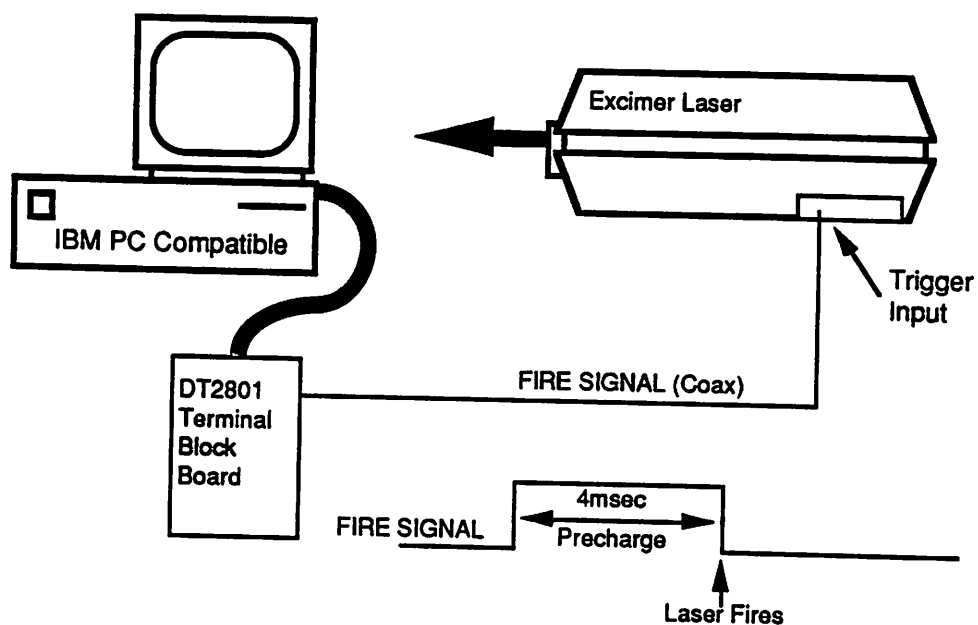 Excimer Laser
IBM PC Compatible
Trigger
Input
DT2801
Terminal
Block
Board
FIRE SIGNAL (Coax)
FIRE SIGNAL
4msec
Precharge
Laser Fires